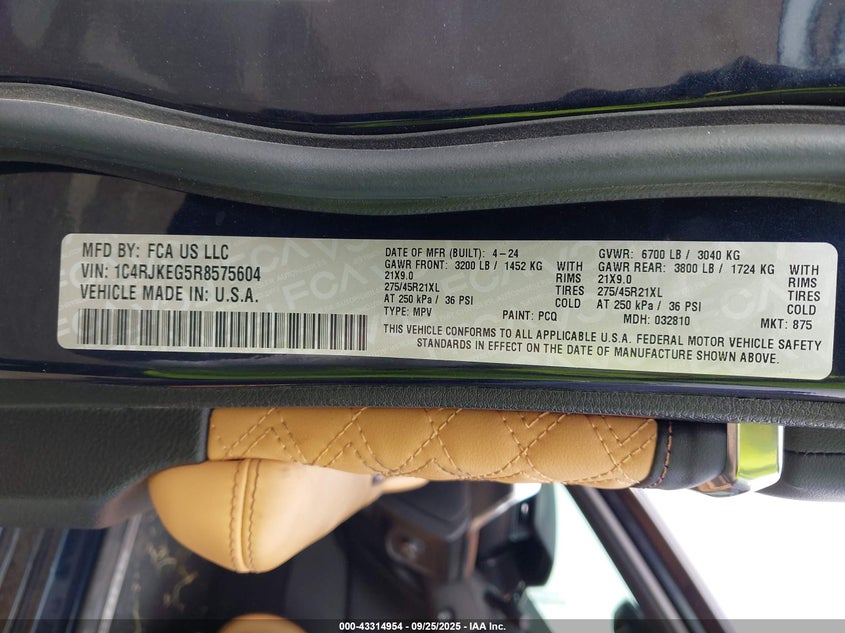 MFD BY: FCA US LLC
VIN: 1C4RJKEG5R8575604
VEHICLE MADE IN: U.S.A.
DATE OF MFR (BUILT): 4-24
GAWR FRONT: 3200 LB / 1452 KG WITH
21X9.0 RIMS
275/45R21XL TIRES
AT 250 kPa / 36 PSI COLD
TYPE: MPV PAINT: PCQ
GVWR: 6700 LB / 3040 KG
GAWR REAR: 3800 LB / 1724 KG WITH
21X9.0 RIMS
275/45R21XL TIRES
AT 250 kPa / 36 PSI COLD
MDH: 032810 MKT: 875
THIS VEHICLE CONFORMS TO ALL APPLICABLE U.S.A. FEDERAL MOTOR VEHICLE SAFETY
STANDARDS IN EFFECT ON THE DATE OF MANUFACTURE SHOWN ABOVE.
000-43314954 - 09/25/2025 - IAA Inc.